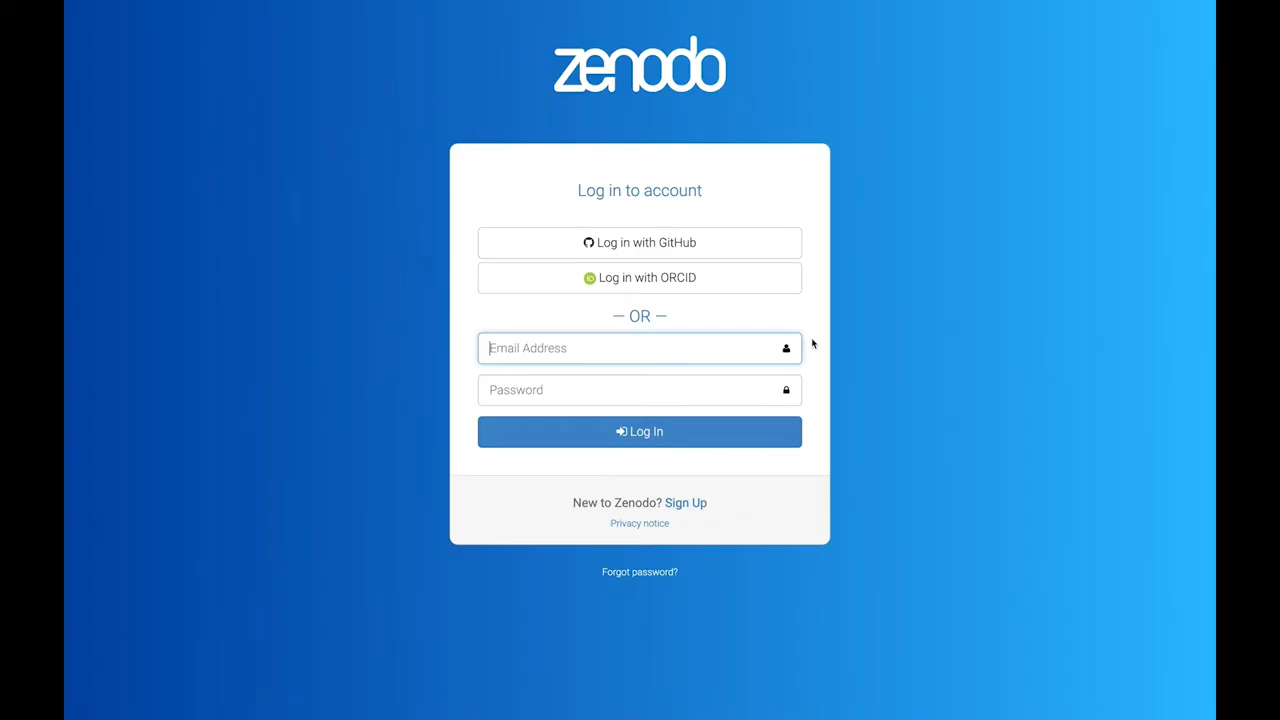 zenodo
Log in to account
Log in with GitHub
iD Log in with ORCID
— OR —
Email Address
Password
Log In
New to Zenodo? Sign Up
Privacy notice
Forgot password?